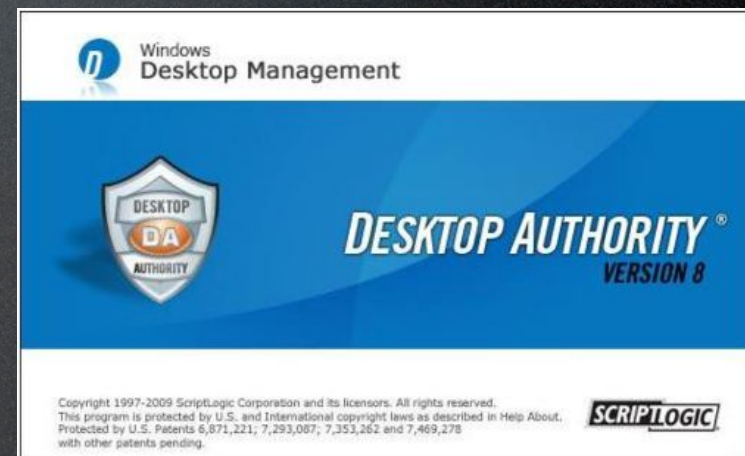 D
Windows
Desktop Management
DESKTOP
DA
AUTHORITY
DESKTOP AUTHORITY ®
VERSION 8
Copyright 1997-2009 ScriptLogic Corporation and its licensors. All rights reserved.
This program is protected by U.S. and International copyright laws as described in Help About.
Protected by U.S. Patents 6,871,221; 7,293,087; 7,353,262 and 7,469,278
with other patents pending.
SCRIPTLOGIC